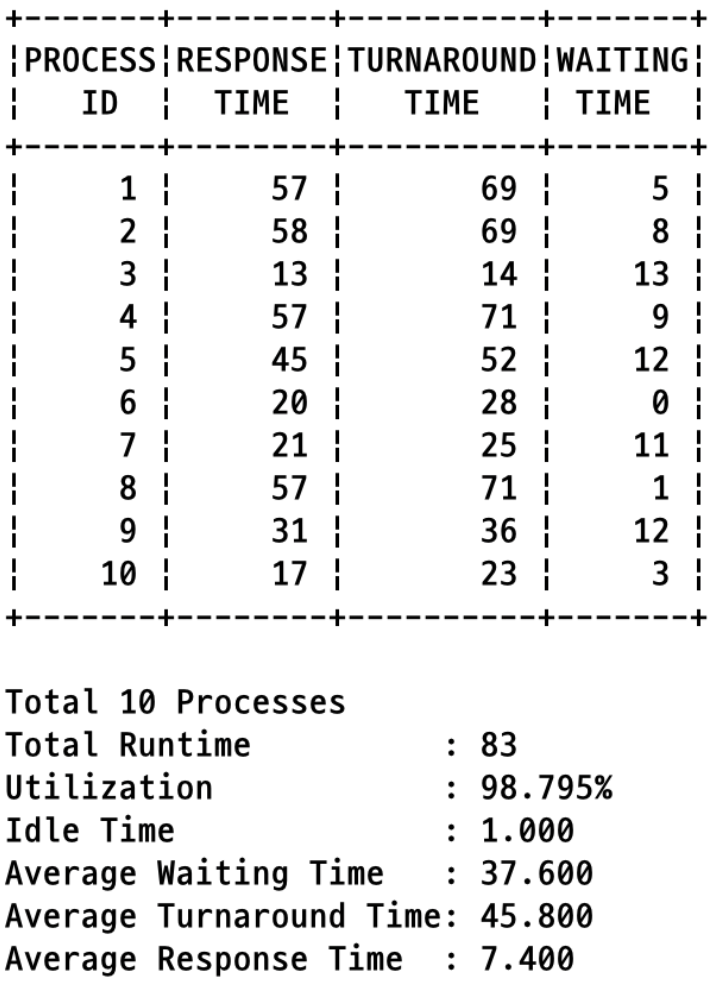 +-------+--------+----------+-------+
¦PROCESS¦RESPONSE¦TURNAROUND¦WAITING¦
¦   ID  ¦  TIME  ¦   TIME   ¦ TIME  ¦
+-------+--------+----------+-------+
¦     1 ¦     57 ¦       69 ¦     5 ¦
¦     2 ¦     58 ¦       69 ¦     8 ¦
¦     3 ¦     13 ¦       14 ¦    13 ¦
¦     4 ¦     57 ¦       71 ¦     9 ¦
¦     5 ¦     45 ¦       52 ¦    12 ¦
¦     6 ¦     20 ¦       28 ¦     0 ¦
¦     7 ¦     21 ¦       25 ¦    11 ¦
¦     8 ¦     57 ¦       71 ¦     1 ¦
¦     9 ¦     31 ¦       36 ¦    12 ¦
¦    10 ¦     17 ¦       23 ¦     3 ¦
+-------+--------+----------+-------+

Total 10 Processes
Total Runtime          : 83
Utilization            : 98.795%
Idle Time              : 1.000
Average Waiting Time   : 37.600
Average Turnaround Time: 45.800
Average Response Time  : 7.400